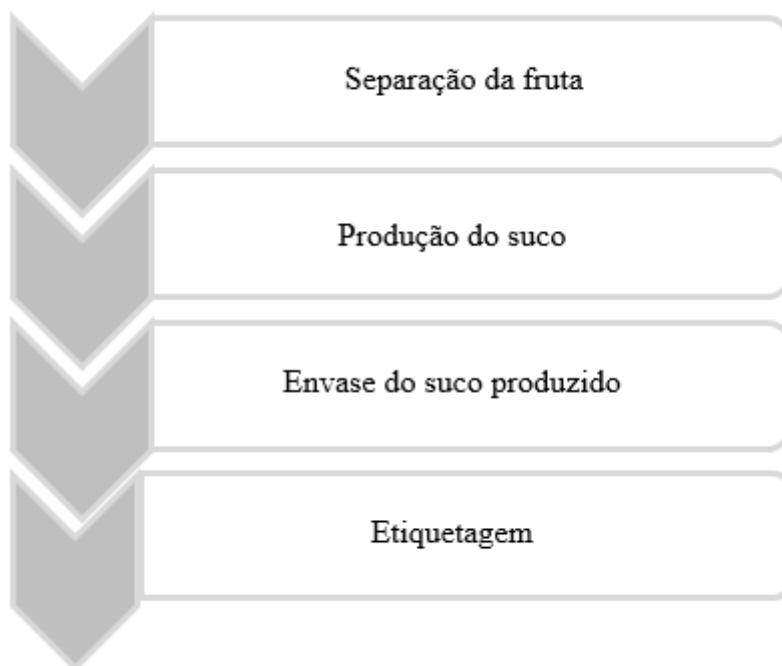 Separação da fruta
Produção do suco
Envase do suco produzido
Etiquetagem